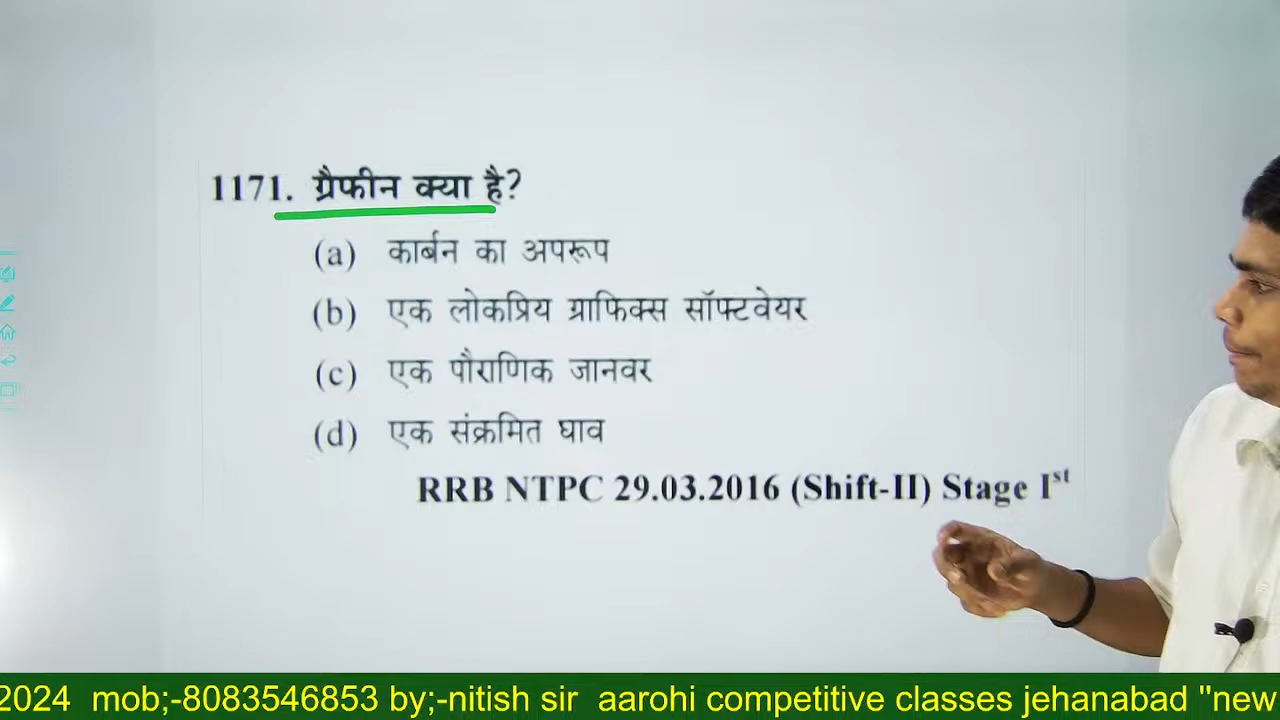 1171. ग्रैफीन क्या है?
(a) कार्बन का अपरूप
(b) एक लोकप्रिय ग्राफिक्स सॉफ्टवेयर
(c) एक पौराणिक जानवर
(d) एक संक्रमित घाव
RRB NTPC 29.03.2016 (Shift-II) Stage Ist
2024 mob;-8083546853 by;-nitish sir aarohi competitive classes jehanabad "new